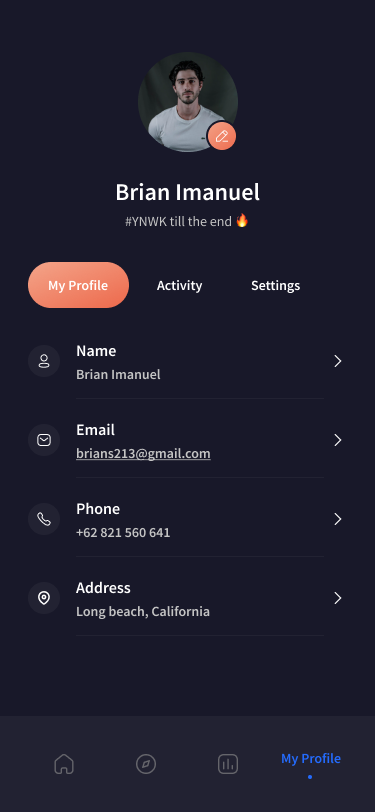 Brian Imanuel
#YNWK till the end 🔥
My Profile
Activity
Settings
Name
Brian Imanuel
Email
brians213@gmail.com
Phone
+62 821 560 641
Address
Long beach, California
My Profile